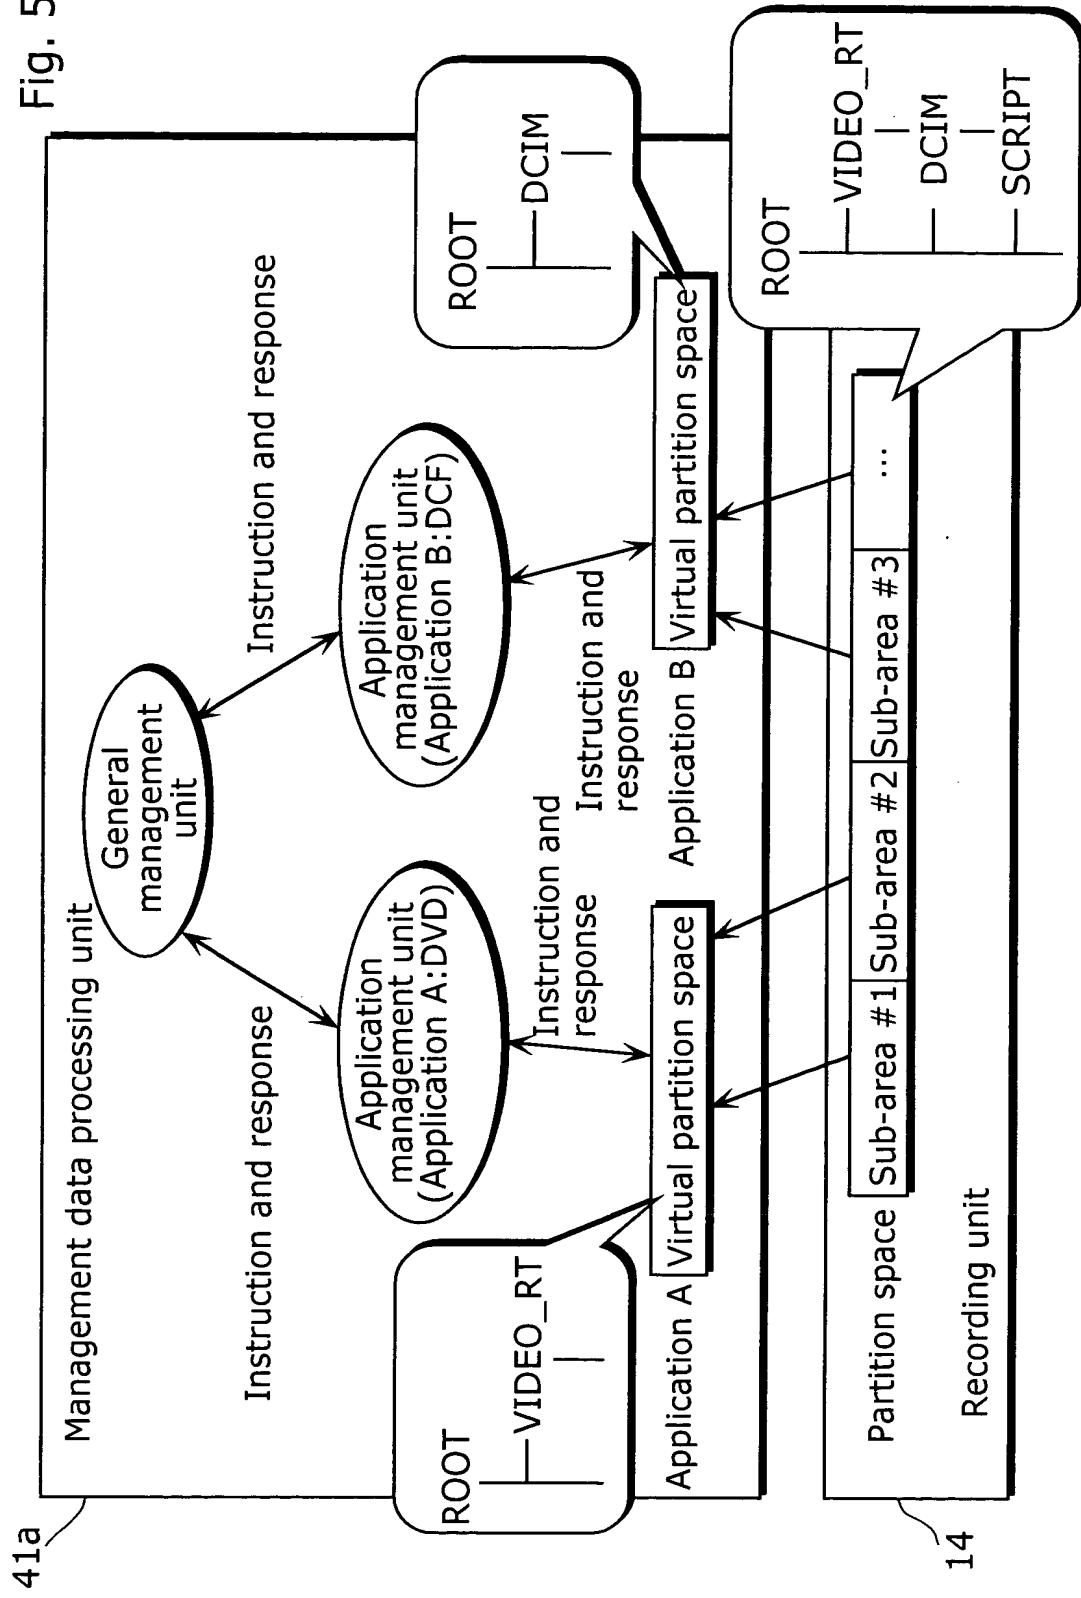 Fig. 5
41a
Management data processing unit
General
management
unit
Instruction and response
Instruction and response
Application
management unit
(Application A:DVD)
Application
management unit
(Application B:DCF)
ROOT
VIDEO_RT
Instruction and
response
Instruction and
response
ROOT
DCIM
Application A
Virtual partition space
Application B
Virtual partition space
14
Partition space
Sub-area #1
Sub-area #2
Sub-area #3
...
Recording unit
ROOT
VIDEO_RT
DCIM
SCRIPT